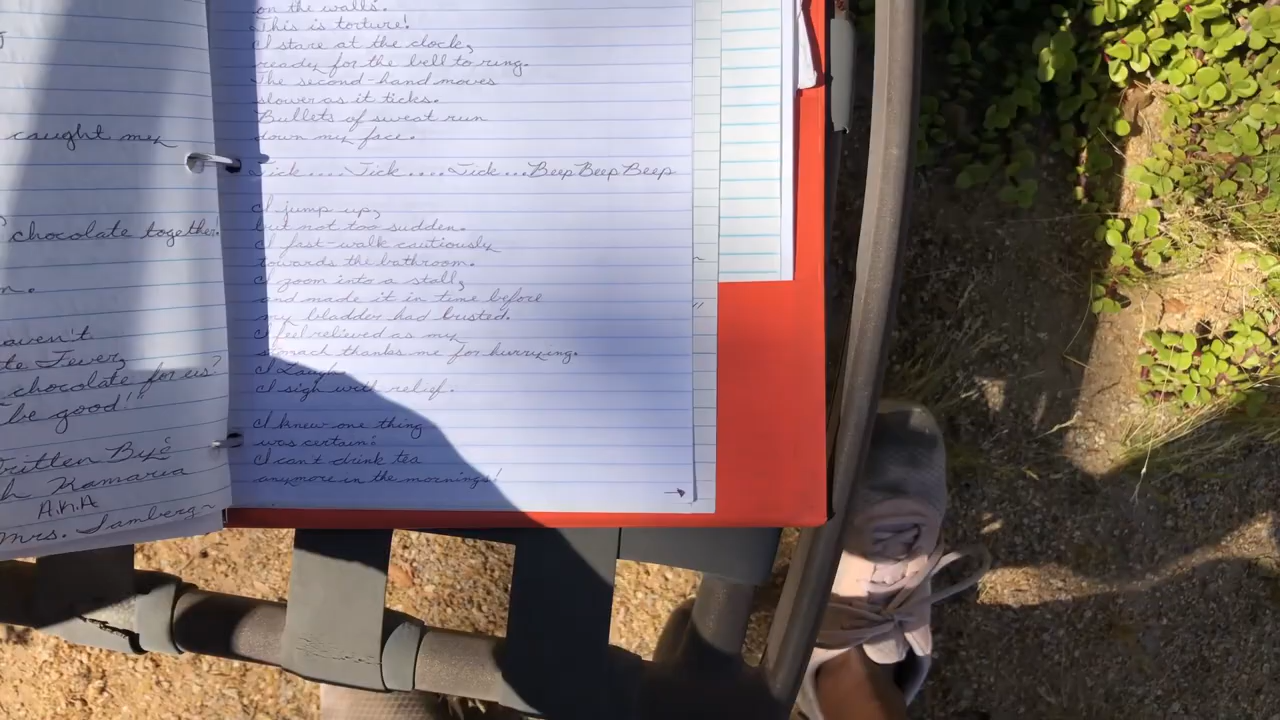 caught my
chocolate together!
n.
aven't
te Fever,
chocolate for us?
be good!"
Written By:
h Kamaria
A.K.A
Mrs. Lamberg
on the walls.
This is torture!
I stare at the clock,
ready for the bell to ring.
The second-hand moves
slower as it ticks.
Bullets of sweat run
down my face.
Tick....Tick....Tick...Beep Beep Beep
I jump up,
but not too sudden.
I fast-walk cautiously
towards the bathroom.
I zoom into a stall,
and made it in time before
my bladder had busted.
I feel relieved as my
stomach thanks me for hurrying.
I Laugh
I sigh with relief.
I knew one thing
was certain:
I can't drink tea
anymore in the mornings!